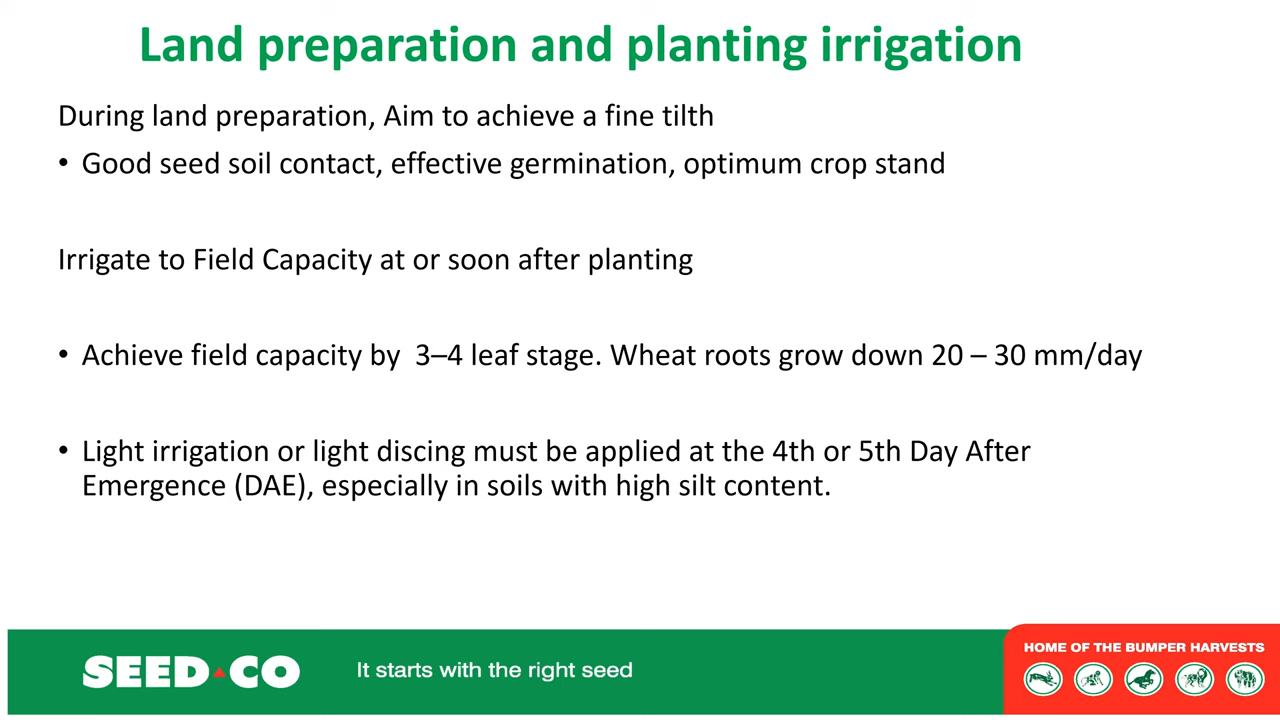 Land preparation and planting irrigation
During land preparation, Aim to achieve a fine tilth
• Good seed soil contact, effective germination, optimum crop stand
Irrigate to Field Capacity at or soon after planting
• Achieve field capacity by  3–4 leaf stage. Wheat roots grow down 20 – 30 mm/day
• Light irrigation or light discing must be applied at the 4th or 5th Day After
Emergence (DAE), especially in soils with high silt content.
SEED CO
It starts with the right seed
HOME OF THE BUMPER HARVESTS